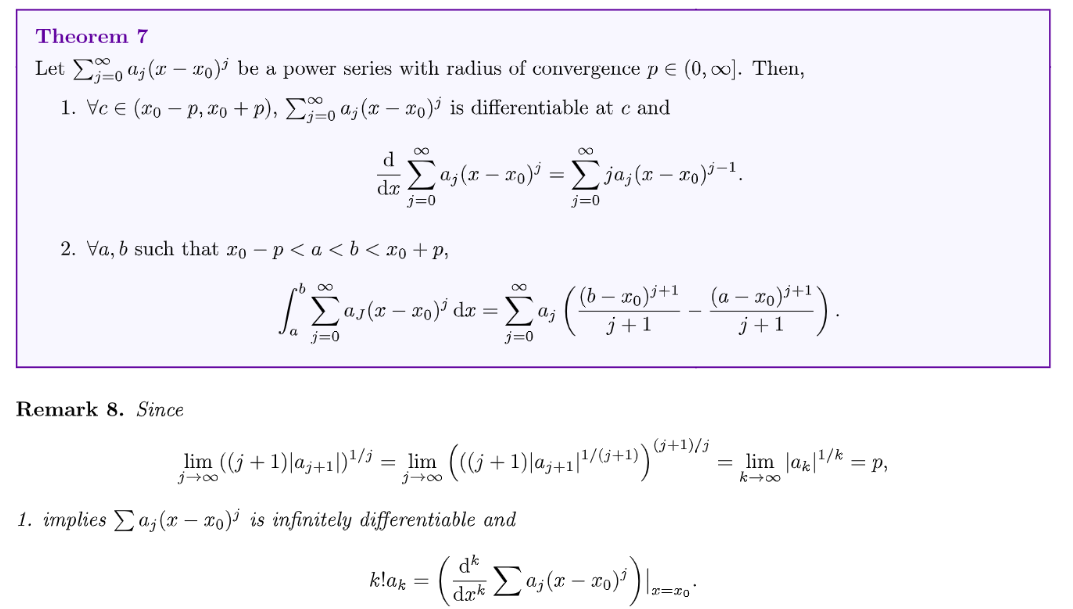 Theorem 7
Let $\sum_{j=0}^{\infty} a_j(x - x_0)^j$ be a power series with radius of convergence $p \in (0, \infty]$. Then,
1. $\forall c \in (x_0 - p, x_0 + p)$, $\sum_{j=0}^{\infty} a_j(x - x_0)^j$ is differentiable at $c$ and
$\frac{\mathrm{d}}{\mathrm{d}x} \sum_{j=0}^{\infty} a_j(x - x_0)^j = \sum_{j=0}^{\infty} j a_j(x - x_0)^{j-1}.$
2. $\forall a, b$ such that $x_0 - p < a < b < x_0 + p$,
$\int_a^b \sum_{j=0}^{\infty} a_J(x - x_0)^j \, \mathrm{d}x = \sum_{j=0}^{\infty} a_j \left( \frac{(b - x_0)^{j+1}}{j + 1} - \frac{(a - x_0)^{j+1}}{j + 1} \right).$
Remark 8. Since
$\lim_{j \to \infty} ((j + 1)|a_{j+1}|)^{1/j} = \lim_{j \to \infty} \left( ((j + 1)|a_{j+1}|^{1/(j+1)} \right)^{(j+1)/j} = \lim_{k \to \infty} |a_k|^{1/k} = p,$
1. implies $\sum a_j(x - x_0)^j$ is infinitely differentiable and
$k! a_k = \left( \frac{\mathrm{d}^k}{\mathrm{d}x^k} \sum a_j(x - x_0)^j \right) |_{x=x_0}.$